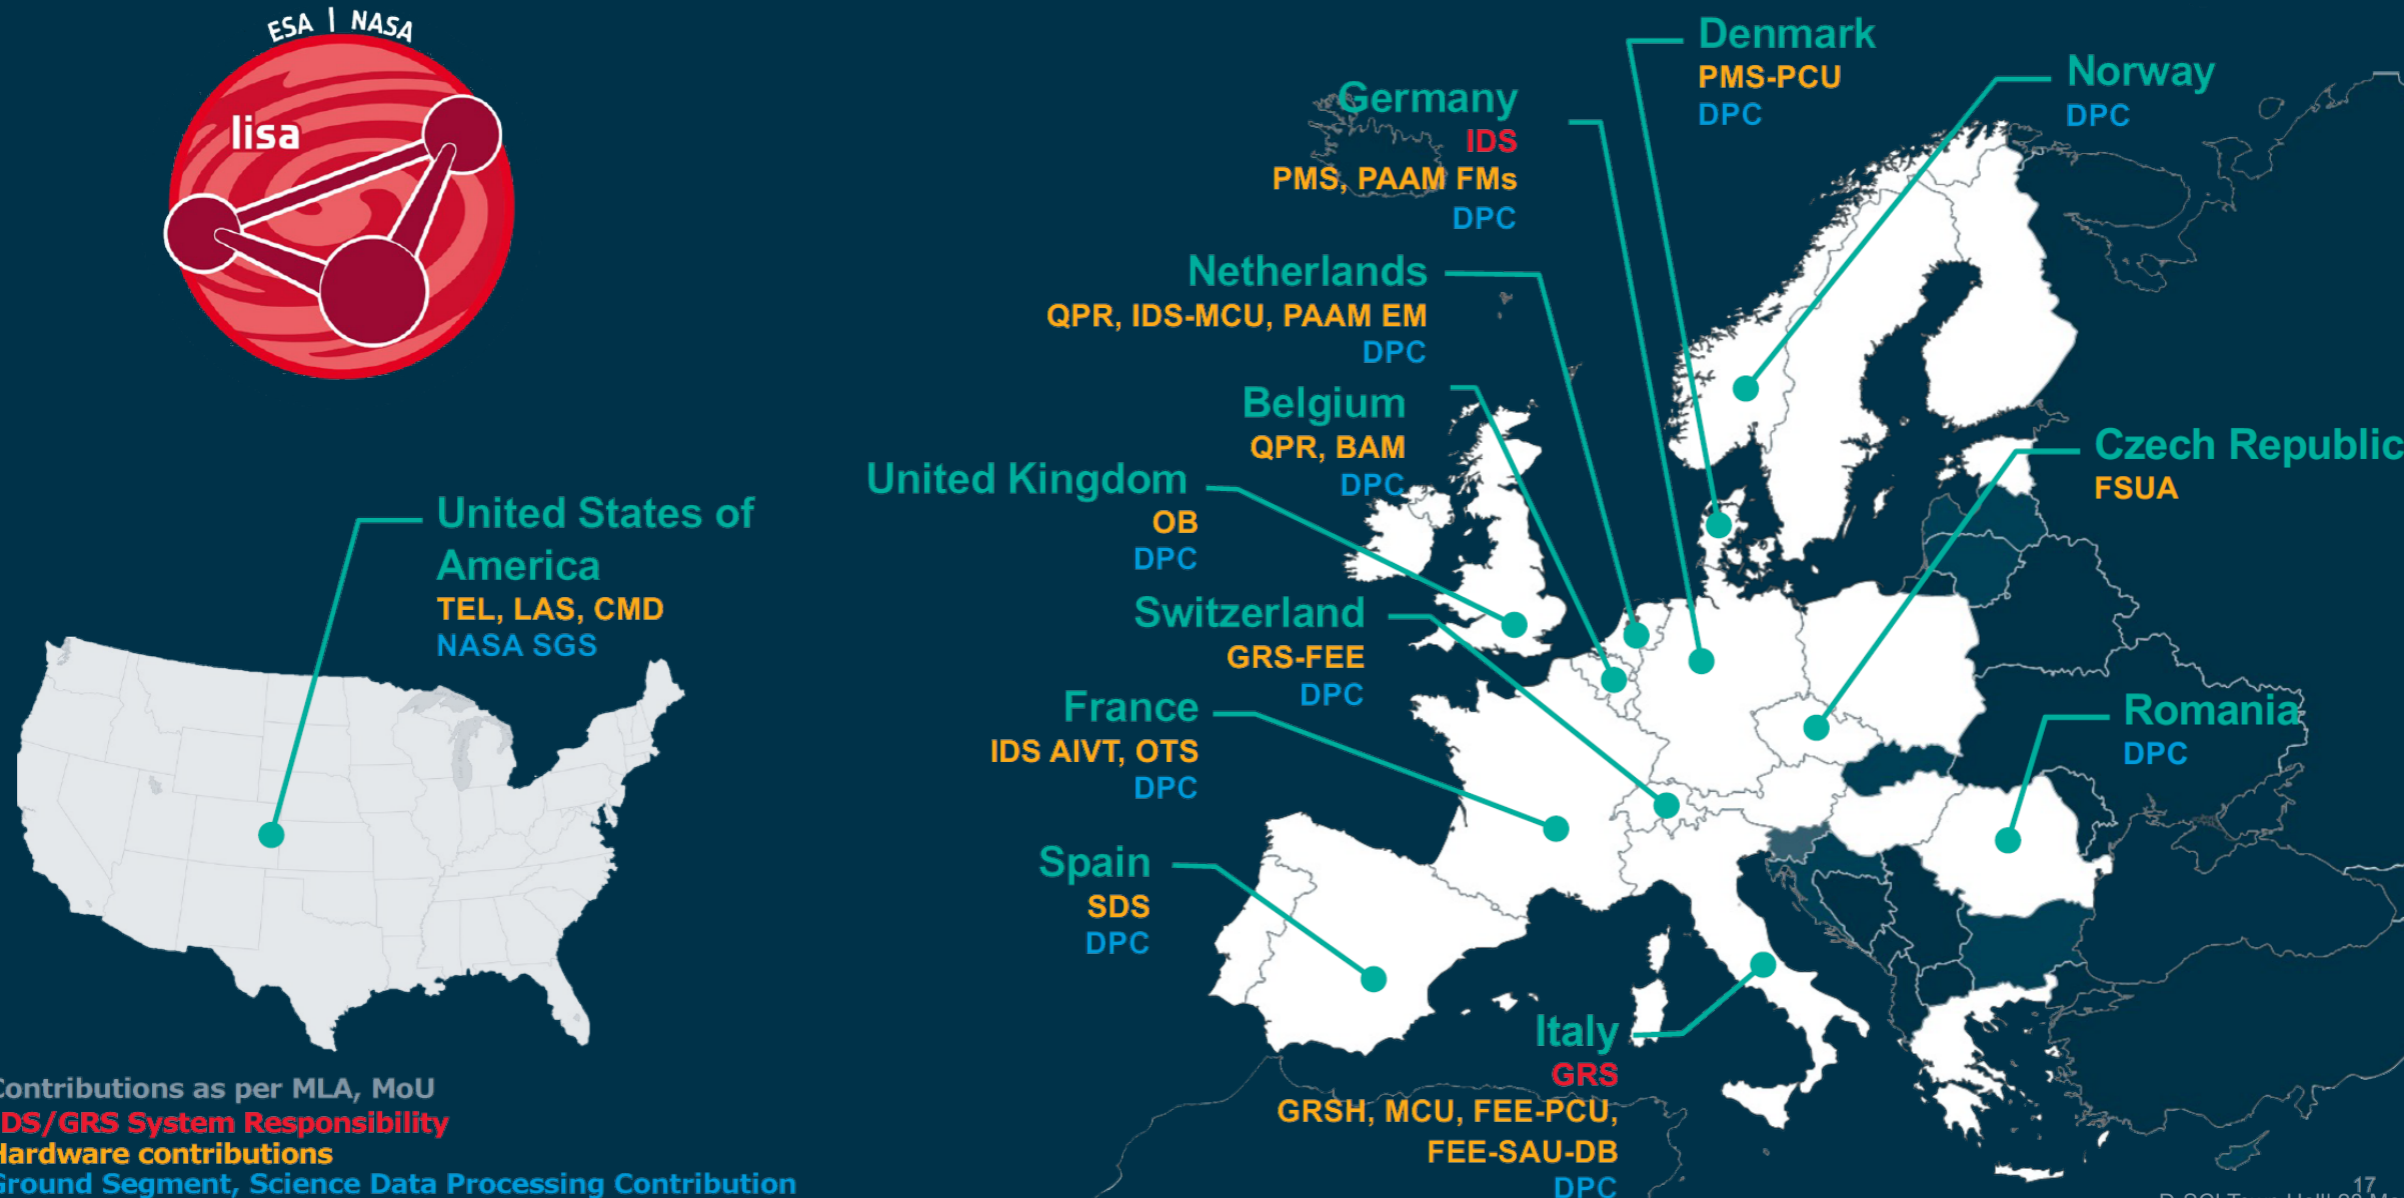 ESA | NASA
lisa
Denmark
PMS-PCU
DPC
Norway
DPC
Germany
IDS
PMS, PAAM FMs
DPC
Netherlands
QPR, IDS-MCU, PAAM EM
DPC
Belgium
QPR, BAM
DPC
Czech Republic
FSUA
United Kingdom
OB
DPC
United States of
America
TEL, LAS, CMD
NASA SGS
Switzerland
GRS-FEE
DPC
France
IDS AIVT, OTS
DPC
Romania
DPC
Spain
SDS
DPC
Italy
GRS
GRSH, MCU, FEE-PCU,
FEE-SAU-DB
DPC
Contributions as per MLA, MoU
IDS/GRS System Responsibility
Hardware contributions
Ground Segment, Science Data Processing Contribution
17